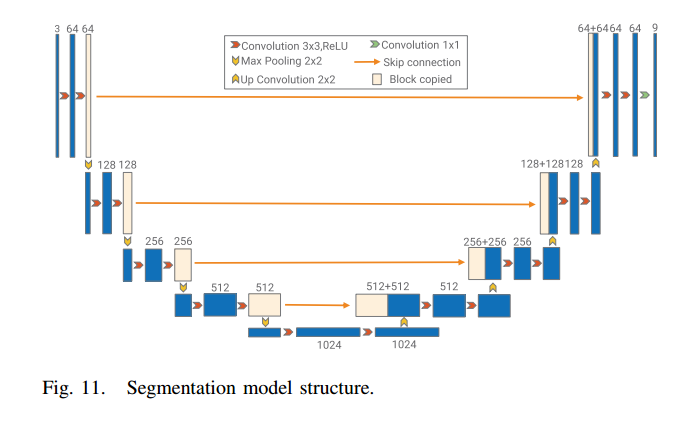 3 64 64
64+64 64 64 9
Convolution 3x3,ReLU
Convolution 1x1
Max Pooling 2x2
Skip connection
Up Convolution 2x2
Block copied
128 128
128+128 128
256 256
256+256 256
512 512
512+512 512
1024 1024
Fig. 11. Segmentation model structure.